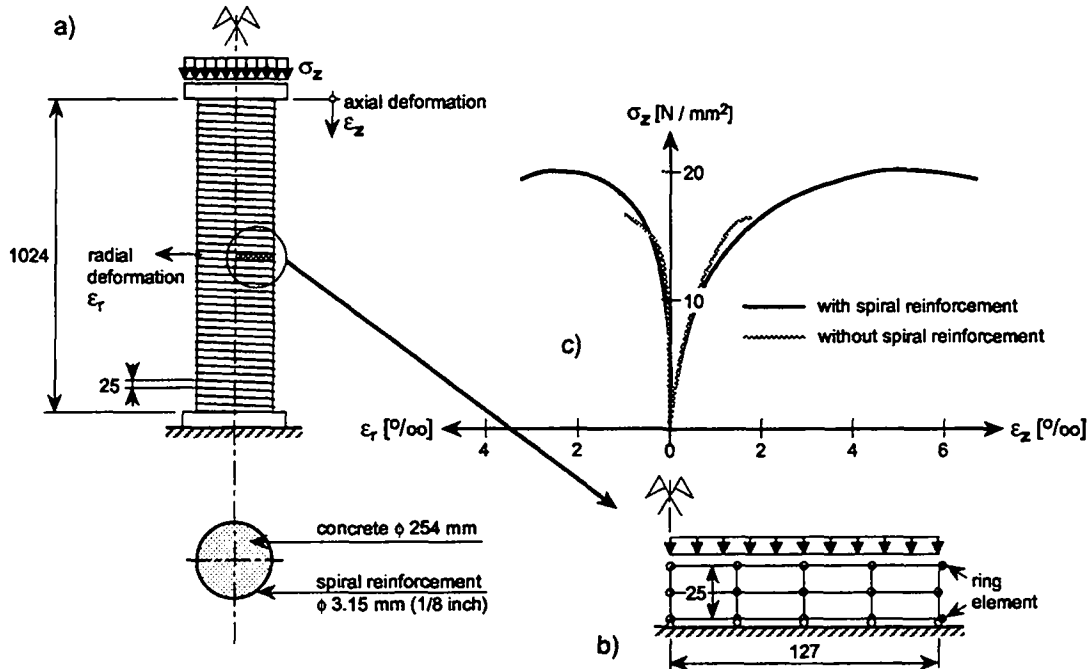 a)
σz
axial deformation
εz
1024
radial
deformation
εr
25
concrete ϕ 254 mm
spiral reinforcement
ϕ 3.15 mm (1/8 inch)
σz [N / mm²]
20
10
with spiral reinforcement
without spiral reinforcement
c)
εr [º/oo]
4
2
0
2
4
6
εz [º/oo]
25
ring
element
b)
127